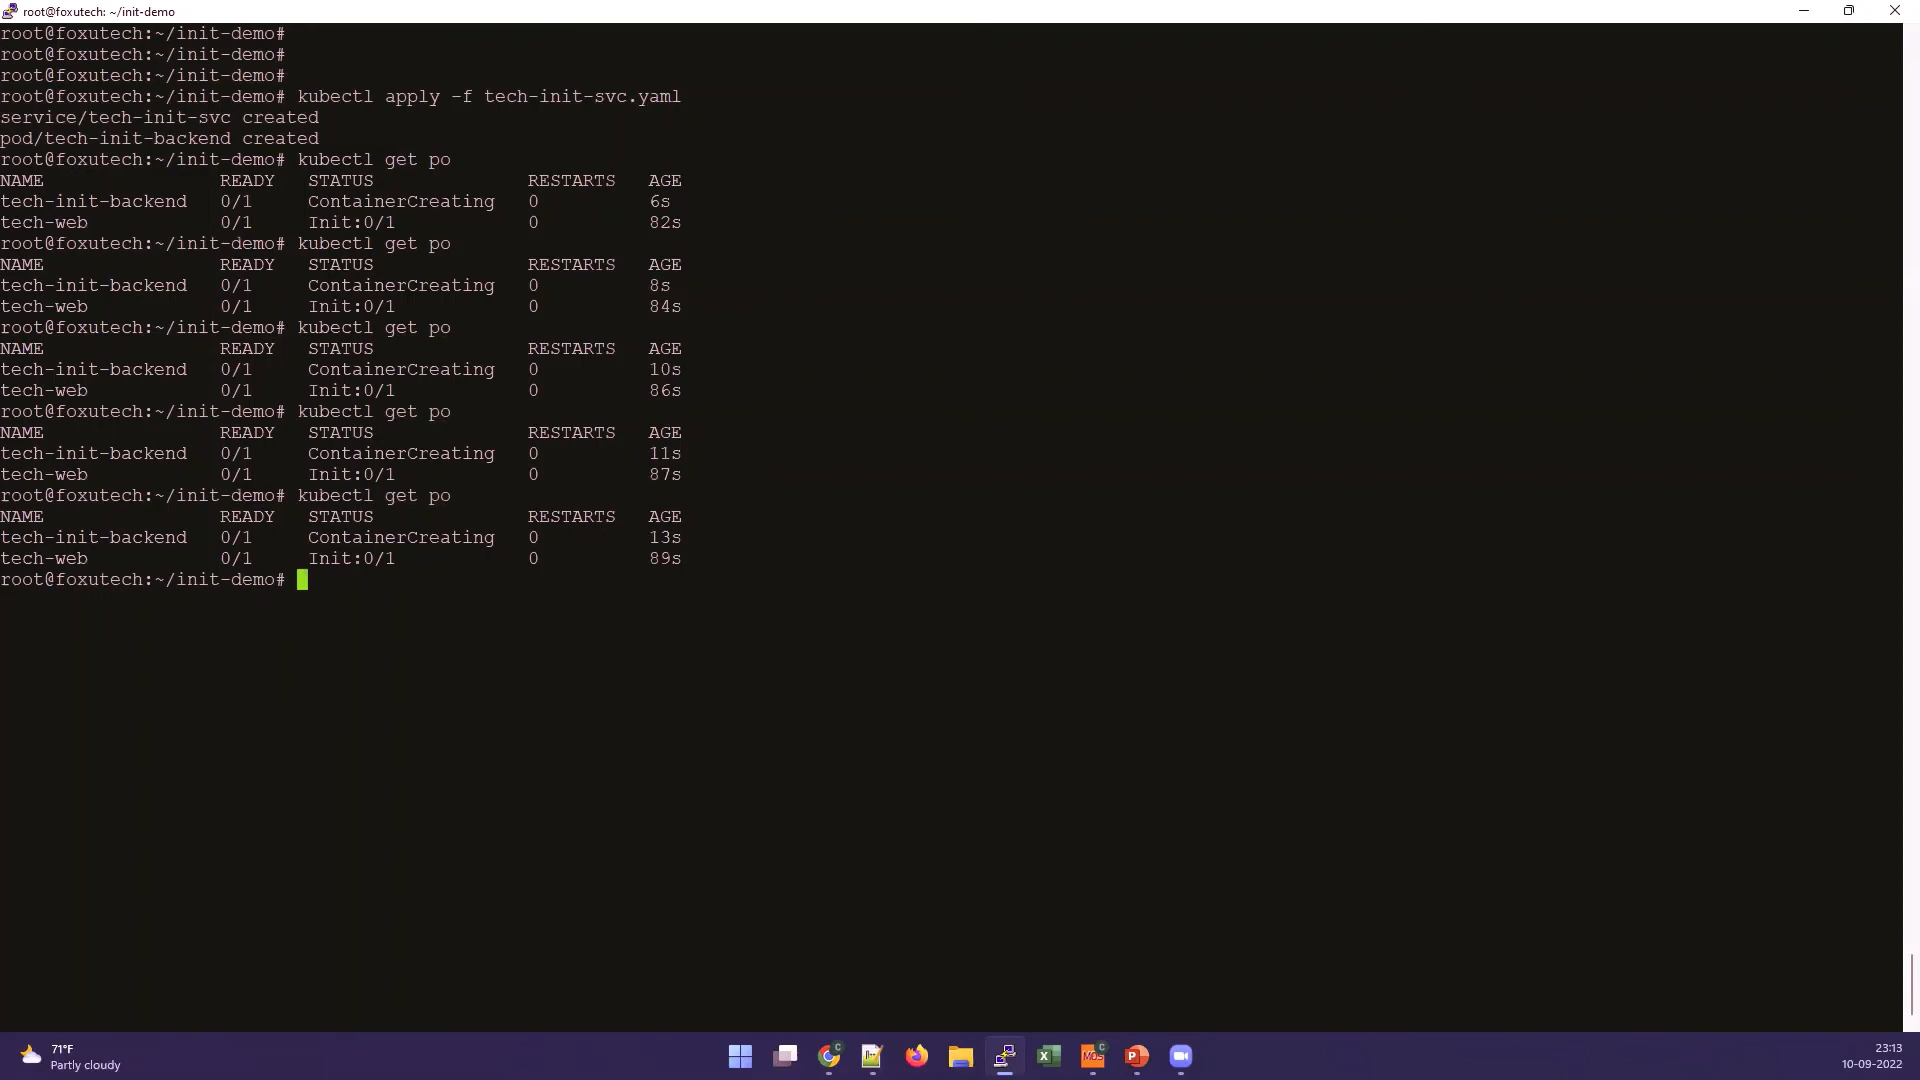 root@foxutech: ~/init-demo
root@foxutech:~/init-demo#
root@foxutech:~/init-demo#
root@foxutech:~/init-demo#
root@foxutech:~/init-demo# kubectl apply -f tech-init-svc.yaml
service/tech-init-svc created
pod/tech-init-backend created
root@foxutech:~/init-demo# kubectl get po
NAME READY STATUS RESTARTS AGE
tech-init-backend 0/1 ContainerCreating 0 6s
tech-web 0/1 Init:0/1 0 82s
root@foxutech:~/init-demo# kubectl get po
NAME READY STATUS RESTARTS AGE
tech-init-backend 0/1 ContainerCreating 0 8s
tech-web 0/1 Init:0/1 0 84s
root@foxutech:~/init-demo# kubectl get po
NAME READY STATUS RESTARTS AGE
tech-init-backend 0/1 ContainerCreating 0 10s
tech-web 0/1 Init:0/1 0 86s
root@foxutech:~/init-demo# kubectl get po
NAME READY STATUS RESTARTS AGE
tech-init-backend 0/1 ContainerCreating 0 11s
tech-web 0/1 Init:0/1 0 87s
root@foxutech:~/init-demo# kubectl get po
NAME READY STATUS RESTARTS AGE
tech-init-backend 0/1 ContainerCreating 0 13s
tech-web 0/1 Init:0/1 0 89s
root@foxutech:~/init-demo#
71°F
Partly cloudy
23:13
10-09-2022